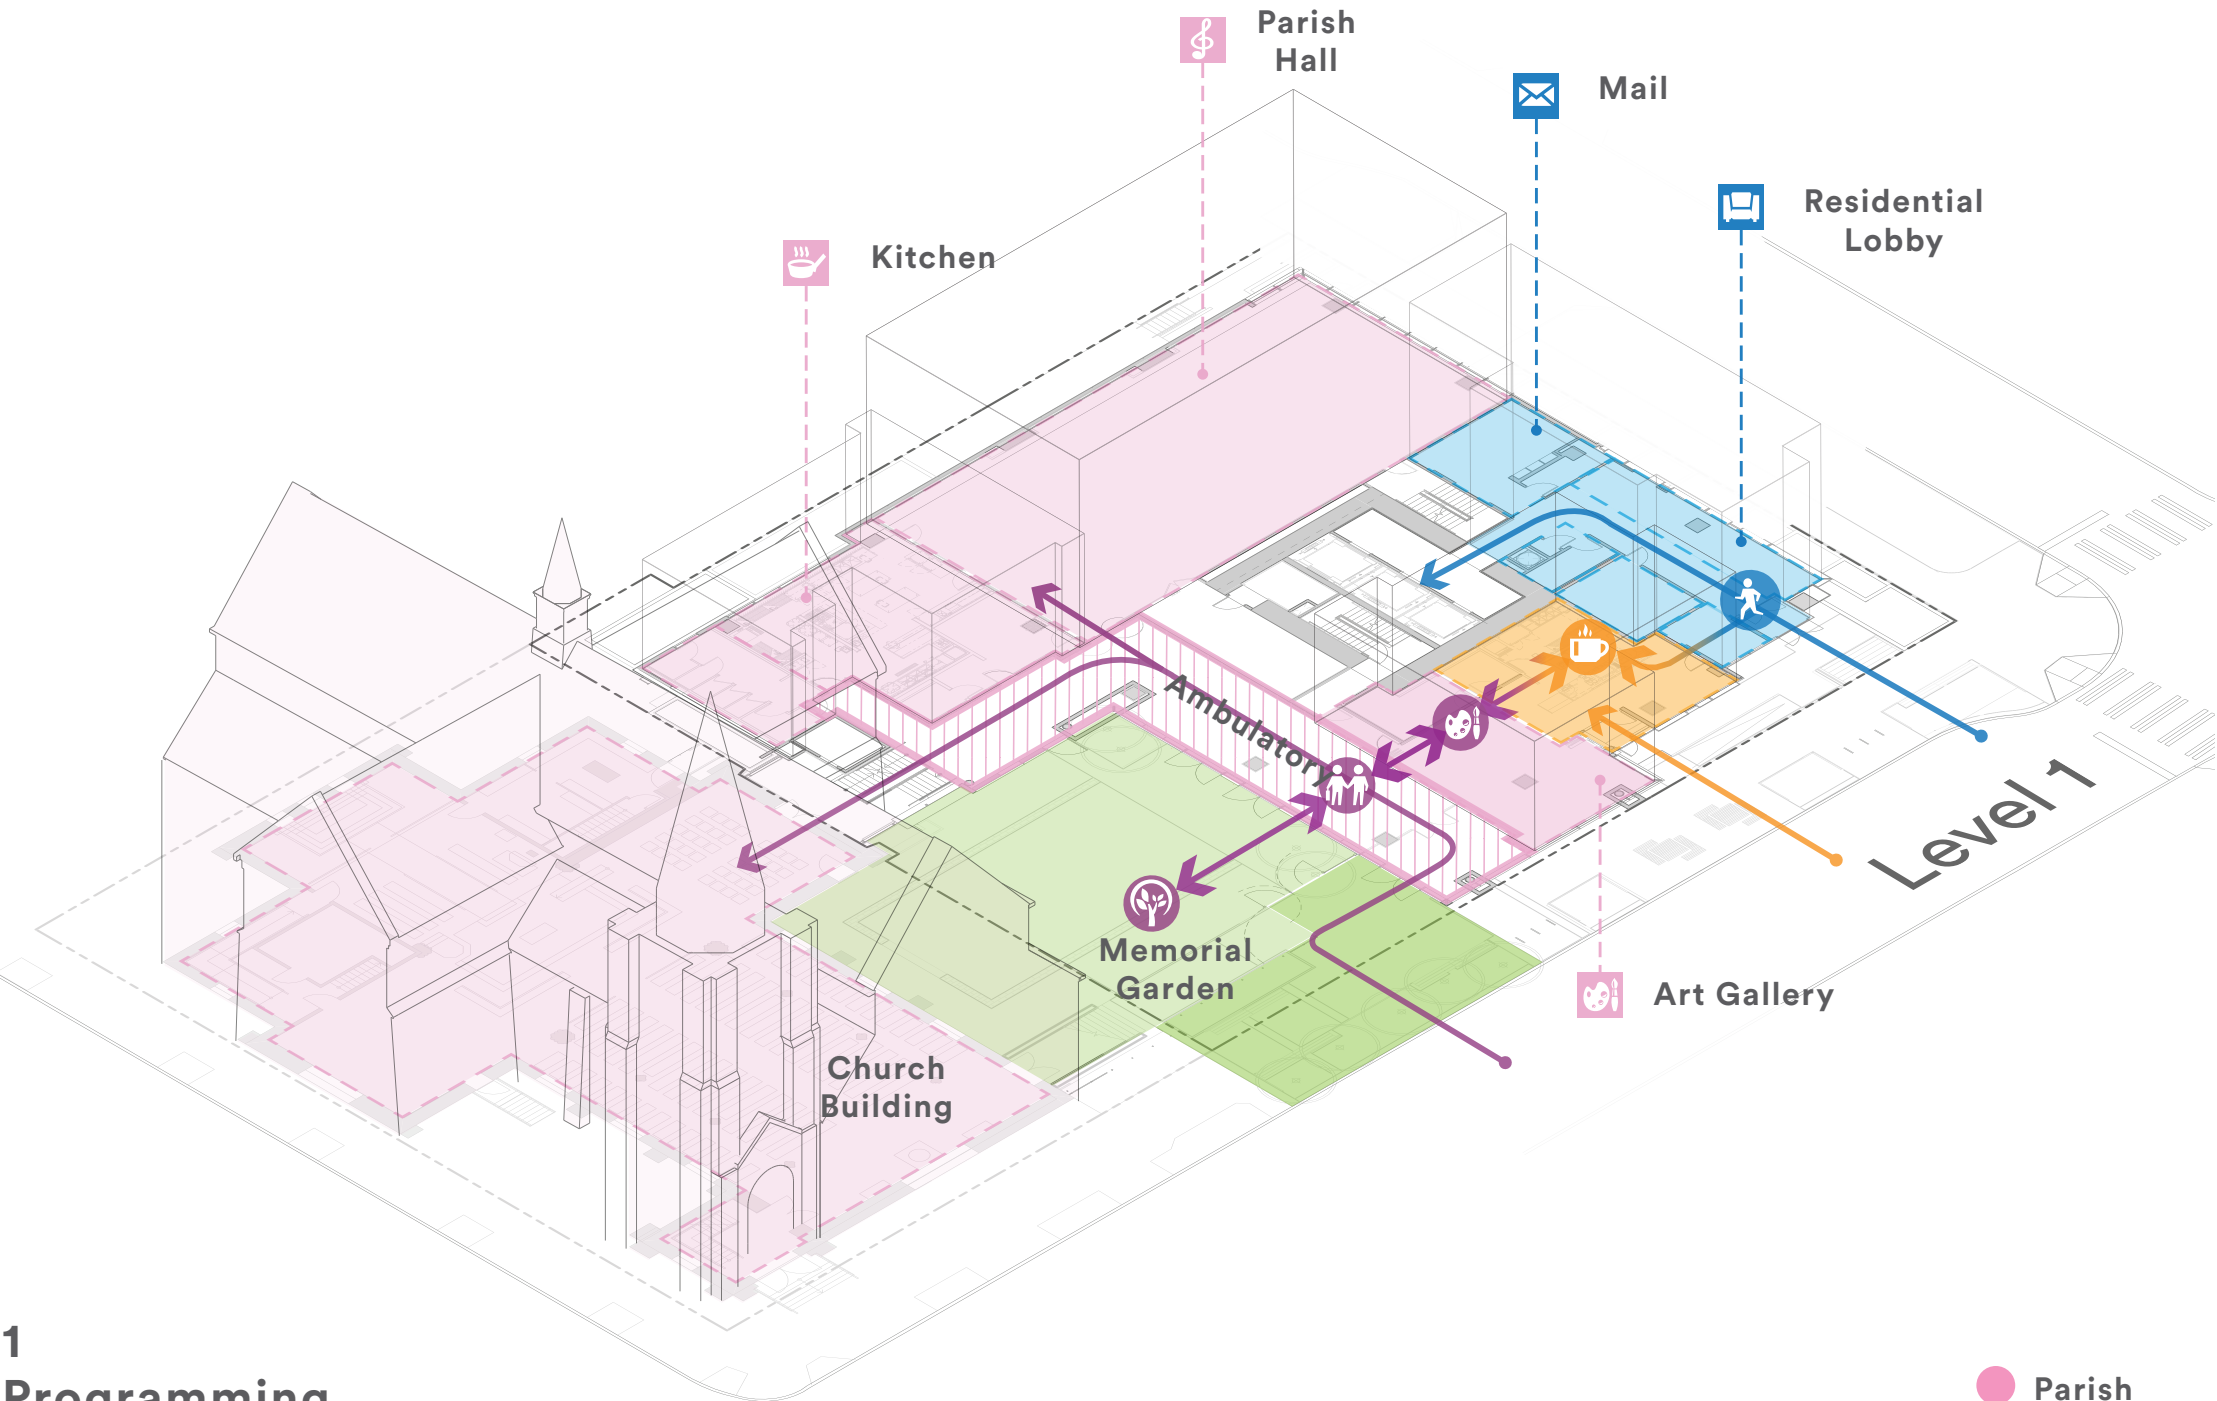 Parish
Hall
Mail
Residential
Lobby
Kitchen
Ambulatory
Level 1
Memorial
Garden
Art Gallery
Church
Building
1
Programming
Parish